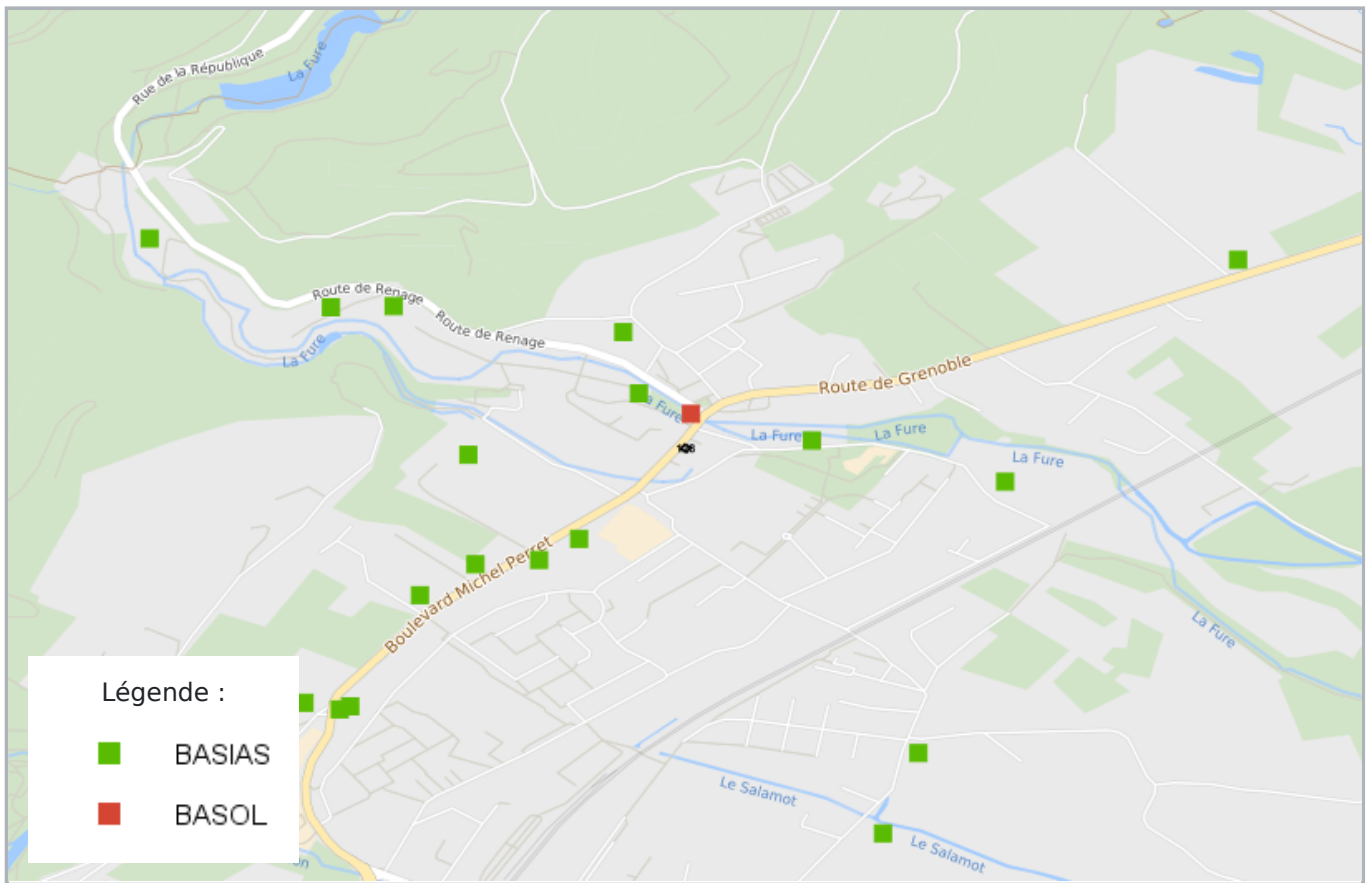 Rue de la République
La Fure
Route de Renage
Route de Renage
La Fure
La Fure
Route de Grenoble
La Fure
La Fure
La Fure
Boulevard Michel Perret
La Fure
Légende :
BASIAS
BASOL
Le Salamot
Le Salamot